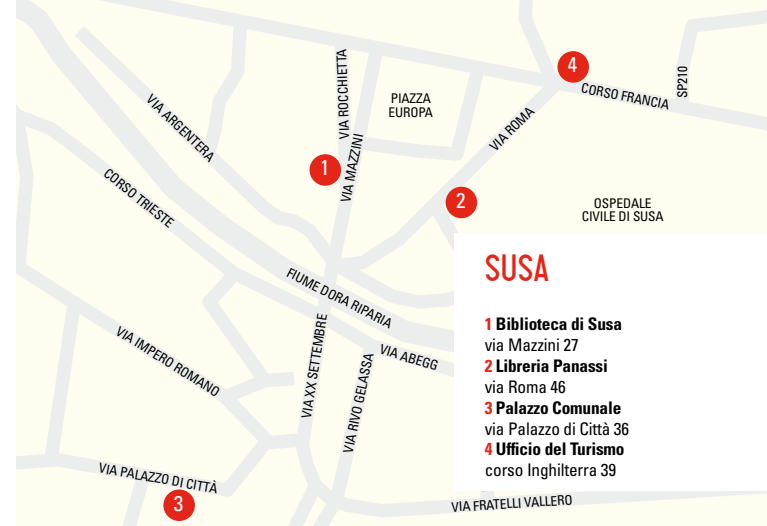 4
CORSO FRANCIA
SP210
VIA ROCCHIETTA
PIAZZA
EUROPA
VIA ARGENTERA
VIA ROMA
1
VIA MAZZINI
2
CORSO TRIESTE
OSPEDALE
CIVILE DI SUSA
FIUME DORA RIPARIA
VIA IMPERO ROMANO
VIA XX SETTEMBRE
VIA ABEGG
VIA RIVO GELASSA
VIA PALAZZO DI CITTÀ
3
VIA FRATELLI VALLERO
SUSA
1 Biblioteca di Susa
via Mazzini 27
2 Libreria Panassi
via Roma 46
3 Palazzo Comunale
via Palazzo di Città 36
4 Ufficio del Turismo
corso Inghilterra 39